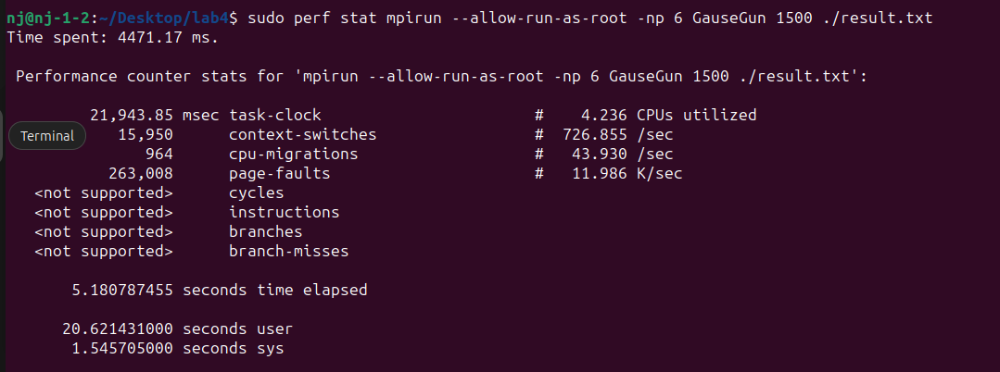 nj@nj-1-2:~/Desktop/lab4$ sudo perf stat mpirun --allow-run-as-root -np 6 GauseGun 1500 ./result.txt
Time spent: 4471.17 ms.
Performance counter stats for 'mpirun --allow-run-as-root -np 6 GauseGun 1500 ./result.txt':
21,943.85 msec task-clock # 4.236 CPUs utilized
Terminal
15,950 context-switches # 726.855 /sec
964 cpu-migrations # 43.930 /sec
263,008 page-faults # 11.986 K/sec
<not supported> cycles
<not supported> instructions
<not supported> branches
<not supported> branch-misses
5.180787455 seconds time elapsed
20.621431000 seconds user
1.545705000 seconds sys